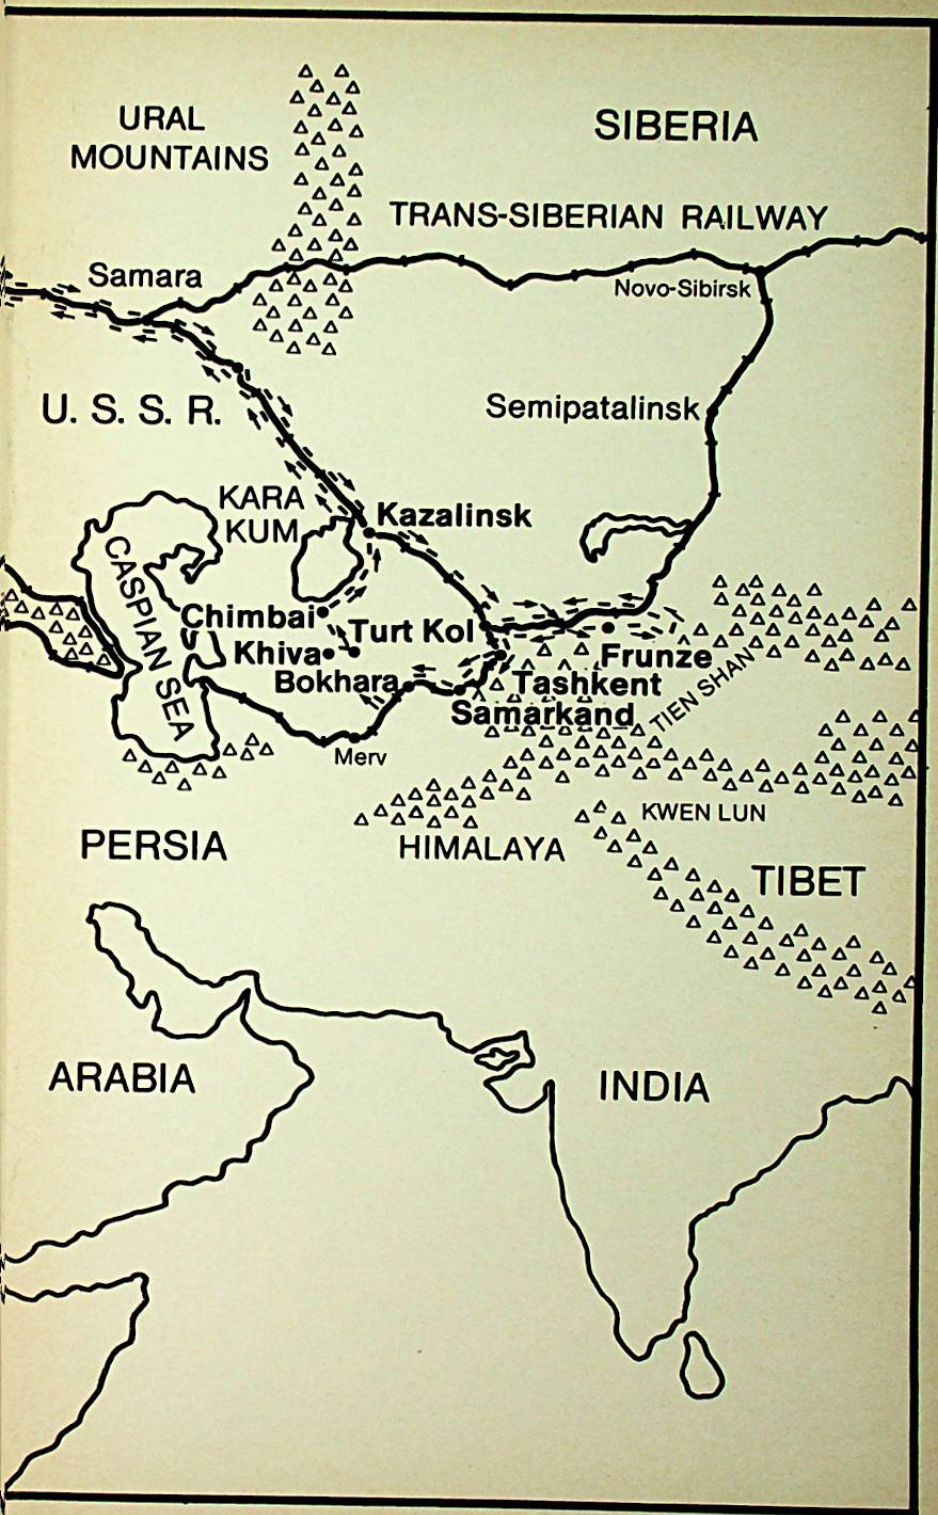 URAL
MOUNTAINS
SIBERIA
TRANS-SIBERIAN RAILWAY
Samara
Novo-Sibirsk
U. S. S. R.
Semipatalinsk
KARA
KUM
Kazalinsk
CASPIAN SEA
Chimbai
Turt Kol
Khiva
Frunze
Bokhara
Tashkent
TIEN SHAN
Samarkand
Merv
KWEN LUN
PERSIA
HIMALAYA
TIBET
ARABIA
INDIA